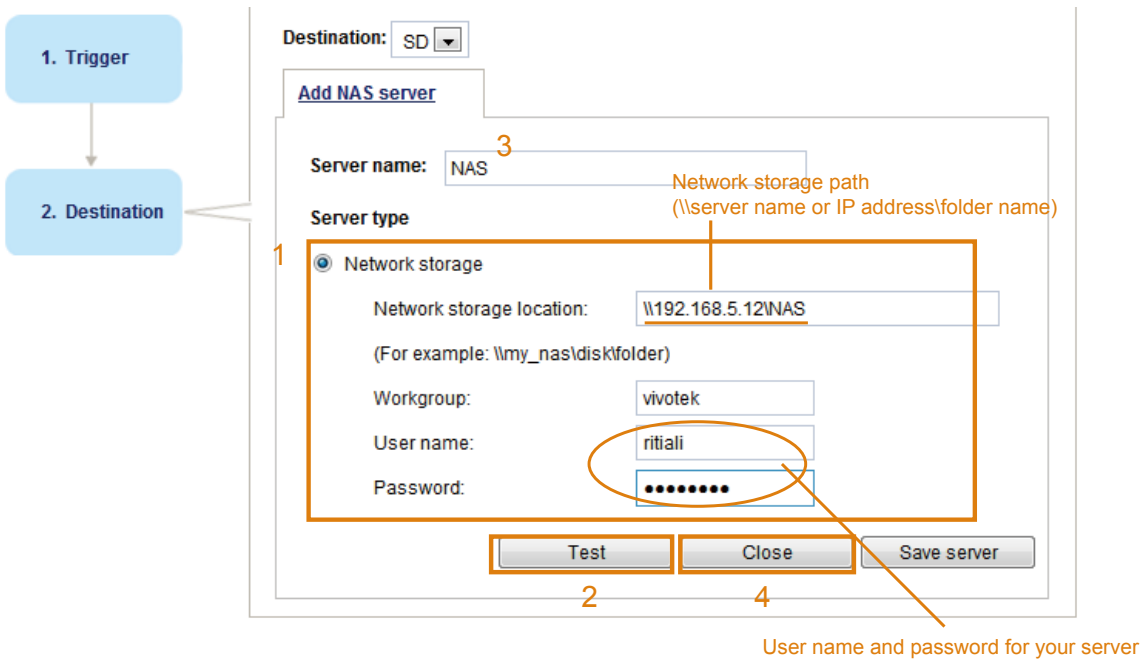 1. Trigger
2. Destination
Destination: SD
Add NAS server
3
Server name: NAS
Network storage path
(\\server name or IP address\folder name)
Server type
1
Network storage
Network storage location: \\192.168.5.12\NAS
(For example: \\my_nas\disk\folder)
Workgroup: vivotek
User name: ritiali
Password: ●●●●●●●●
Test Close Save server
2 4
User name and password for your server